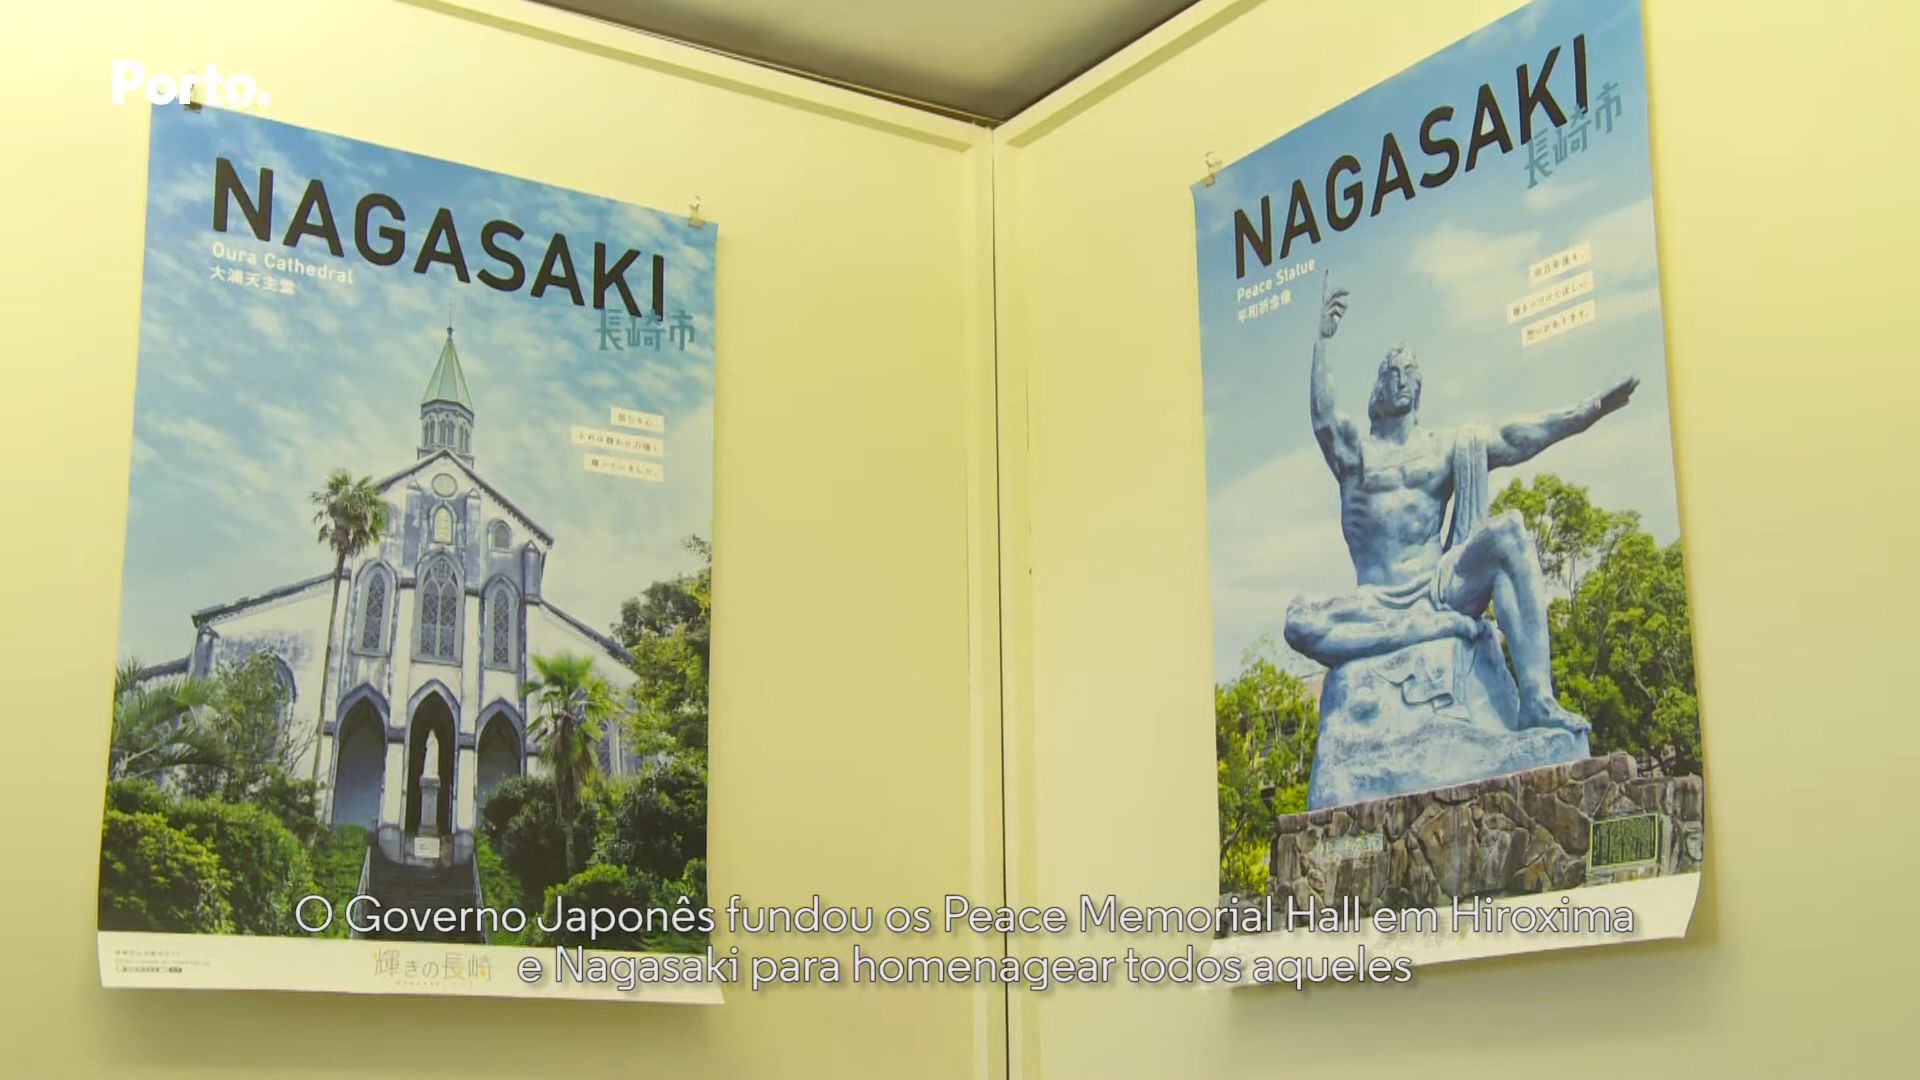 Porto.
NAGASAKI
Oura Cathedral
大浦天主堂
長崎市
輝きの長崎
NAGASAKI
長崎市
Peace Statue
平和祈念像
O Governo Japonês fundou os Peace Memorial Hall em Hiroxima
e Nagasaki para homenagear todos aqueles